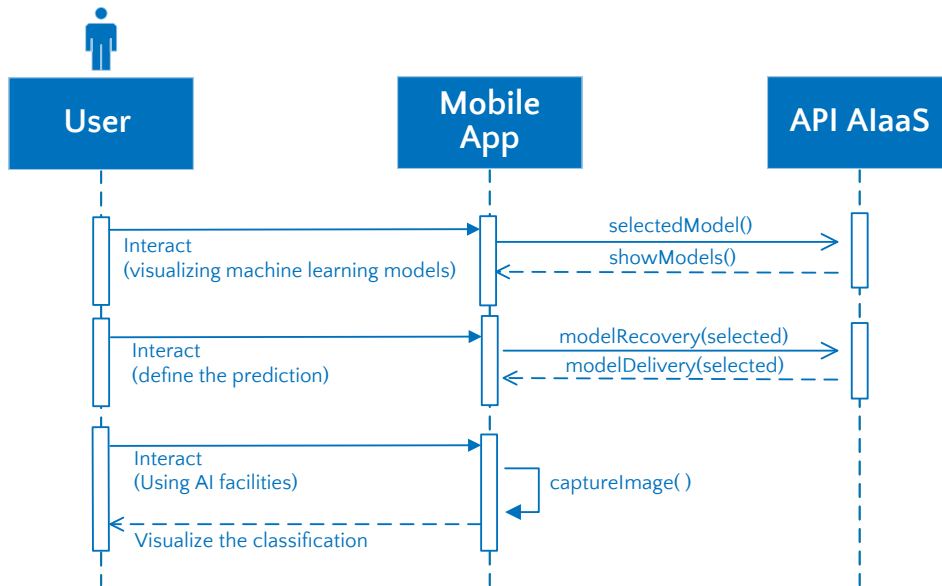 User
Mobile
App
API AIaaS
Interact
(visualizing machine learning models)
selectedModel()
showModels()
Interact
(define the prediction)
modelRecovery(selected)
modelDelivery(selected)
Interact
(Using AI facilities)
captureImage( )
Visualize the classification